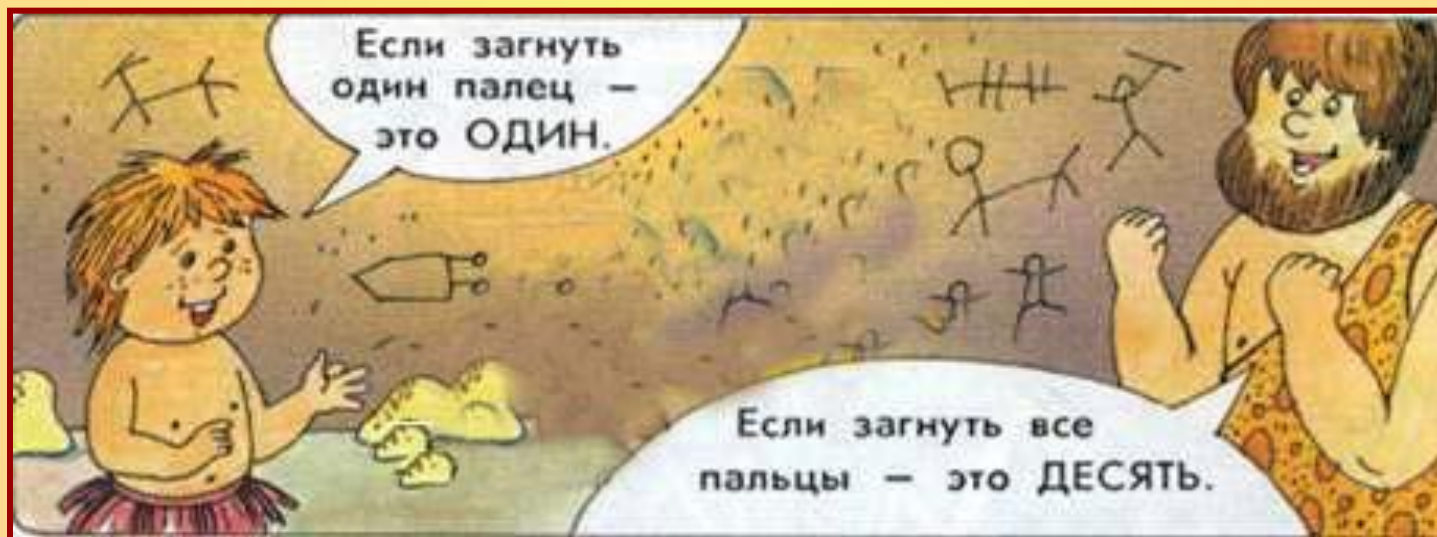 Если загнуть
один палец —
это ОДИН.
Если загнуть все
пальцы — это ДЕСЯТЬ.